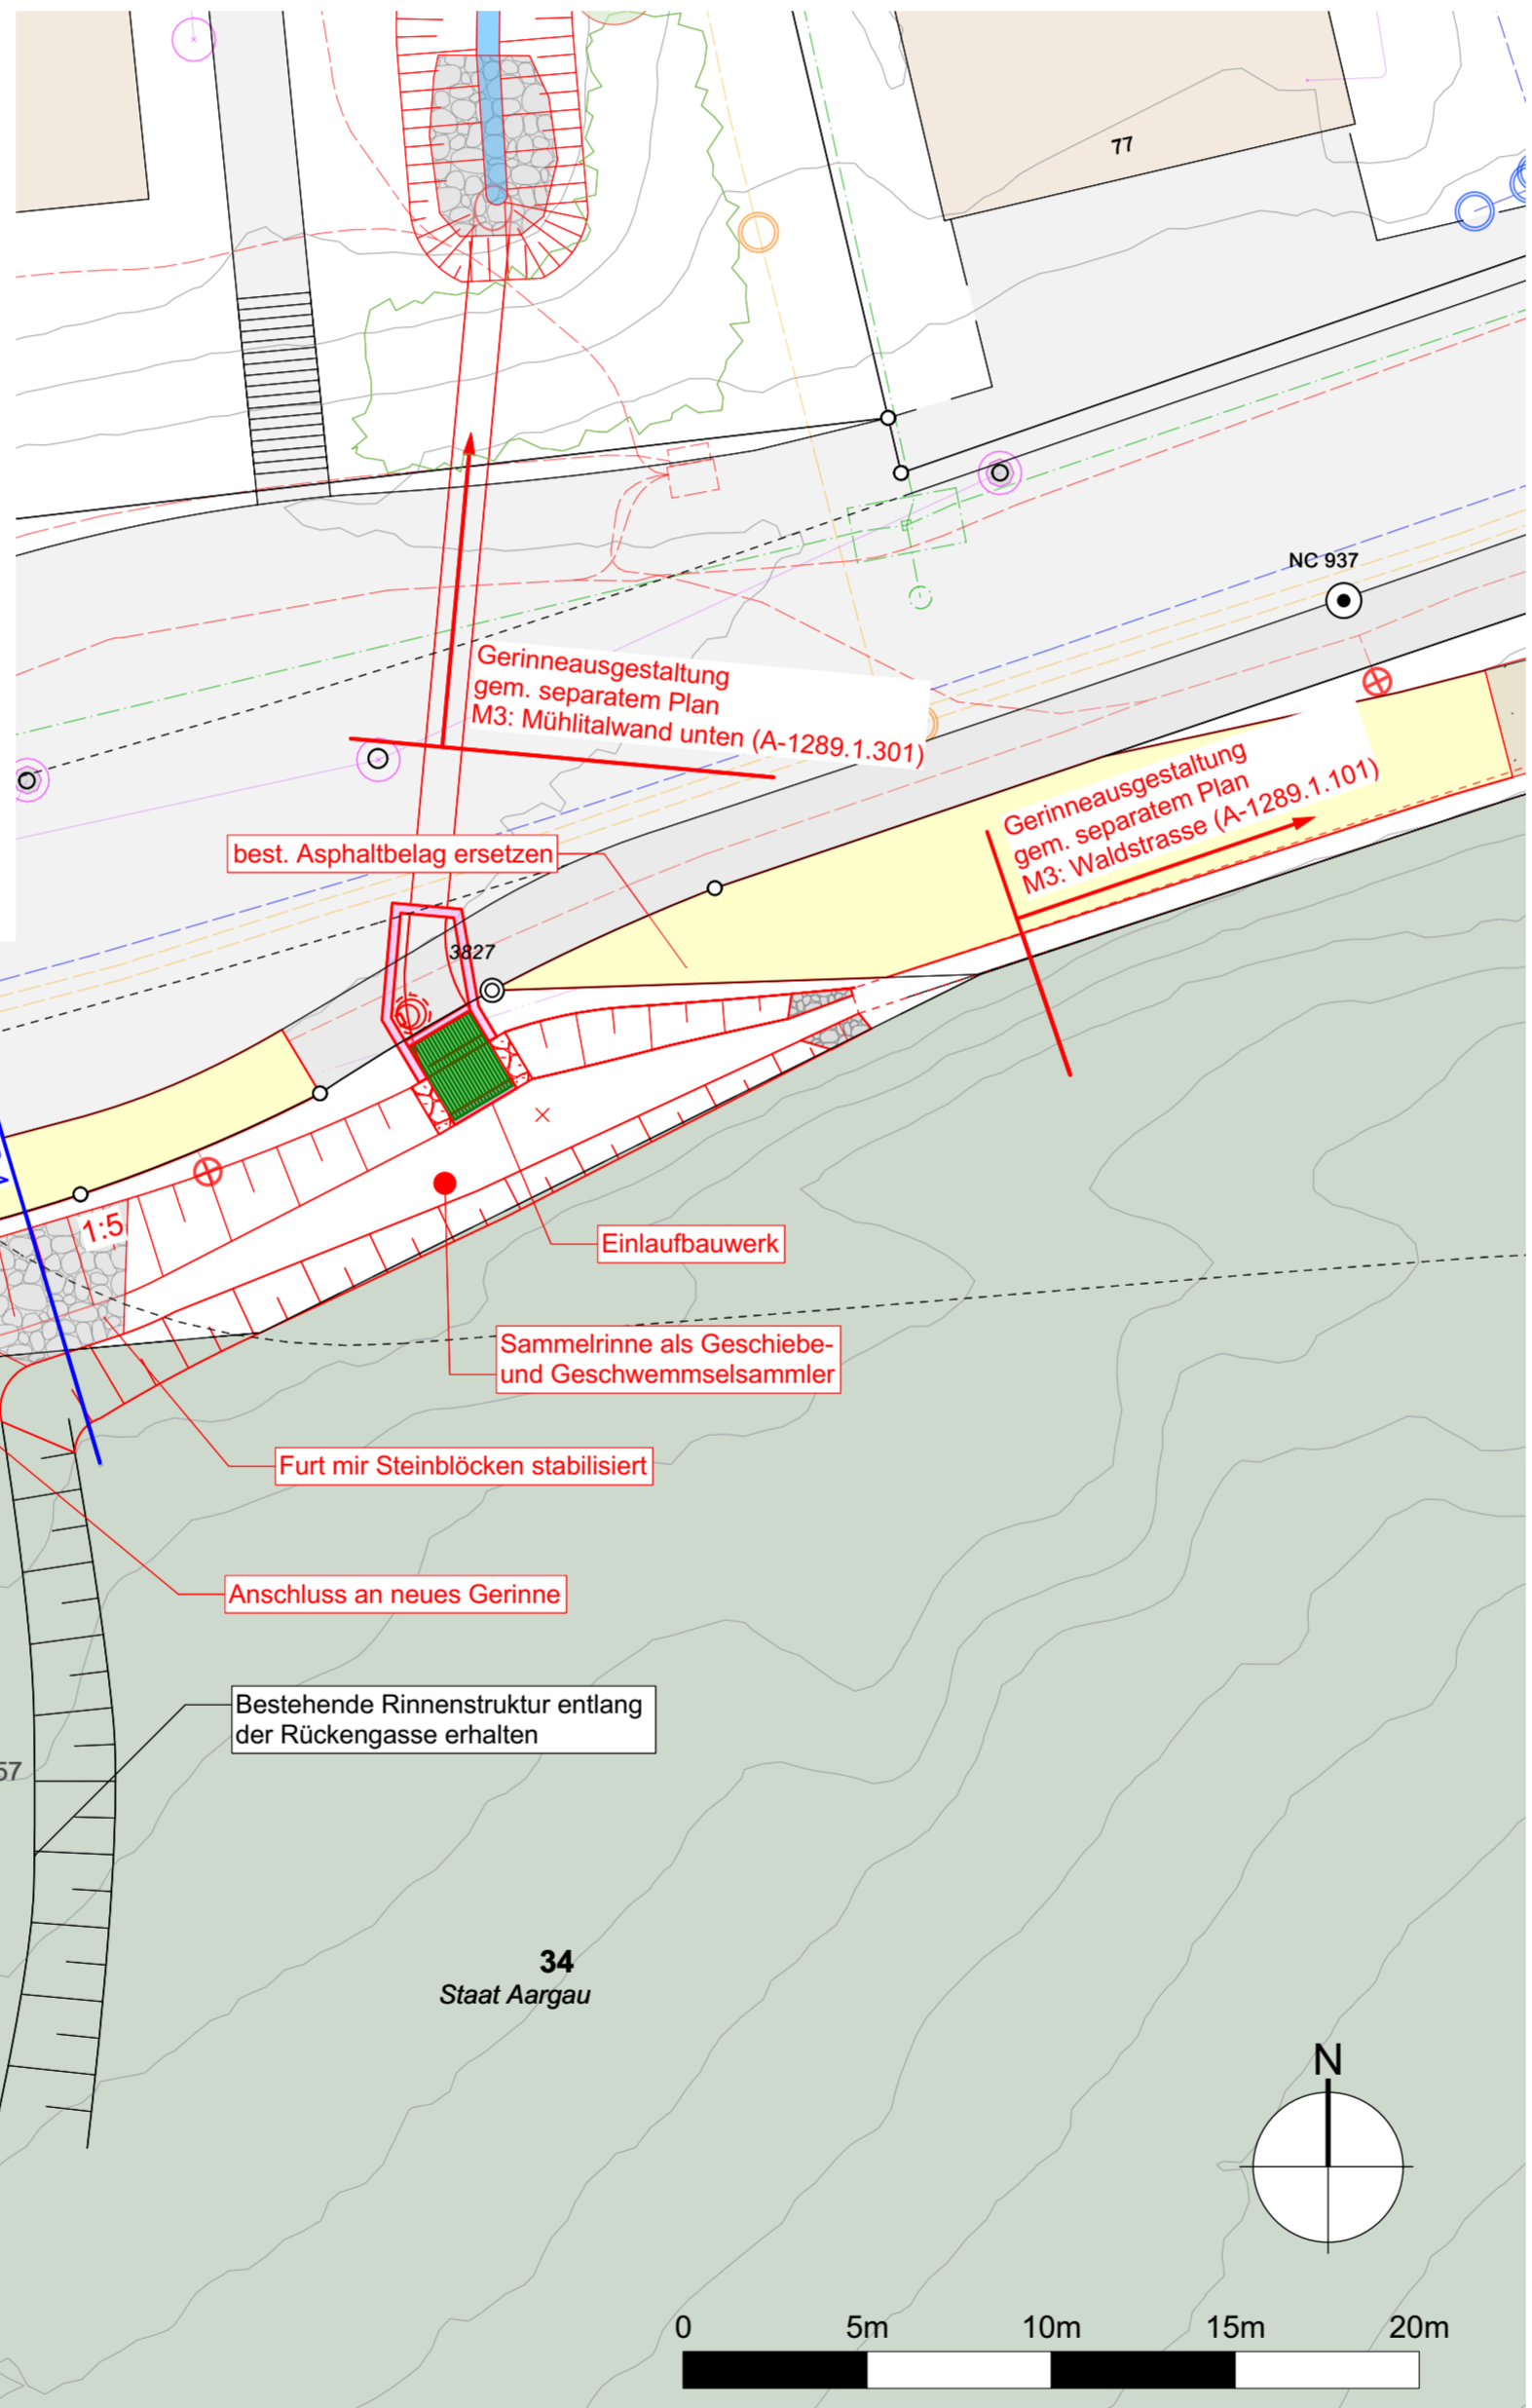 77
NC 937
Gerinneausgestaltung
gem. separatem Plan
M3: Mühlitalwand unten (A-1289.1.301)
Gerinneausgestaltung
gem. separatem Plan
M3: Waldstrasse (A-1289.1.101)
best. Asphaltbelag ersetzen
3827
1:5
Einlaufbauwerk
Sammelrinne als Geschiebe-
und Geschwemmselsammler
Furt mir Steinblöcken stabilisiert
Anschluss an neues Gerinne
Bestehende Rinnenstruktur entlang
der Rückengasse erhalten
57
34
Staat Aargau
N
0 5m 10m 15m 20m